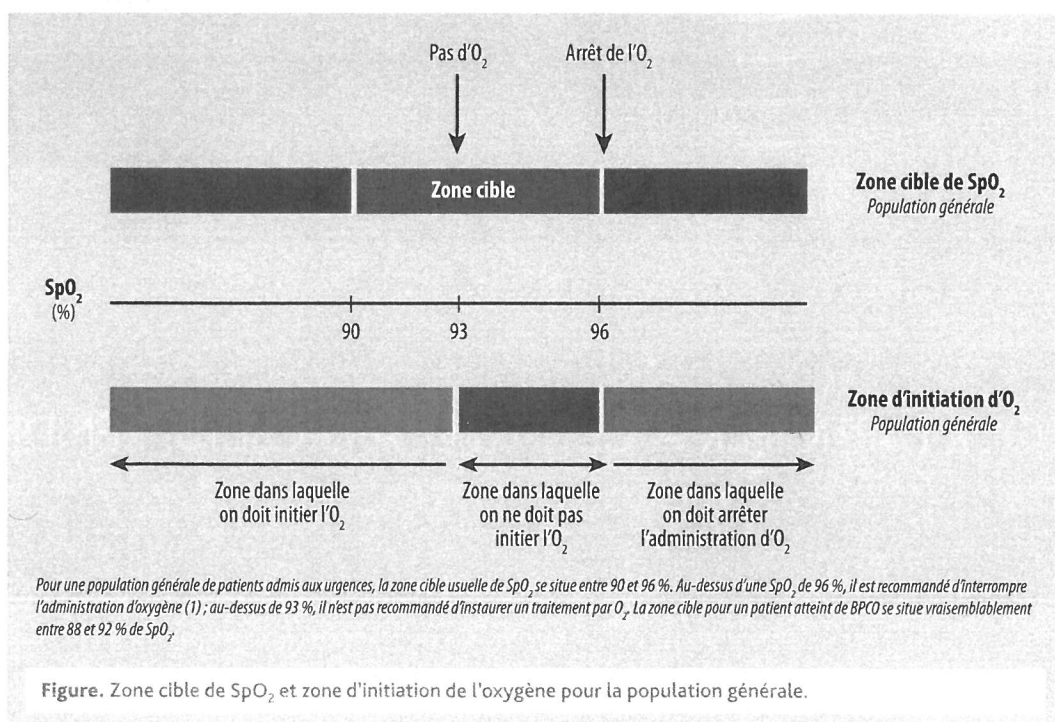 Pas d'O₂
Arrêt de l'O₂
Zone cible
Zone cible de SpO₂
Population générale
SpO₂
(%)
90
93
96
Zone d'initiation d'O₂
Population générale
Zone dans laquelle
on doit initier l'O₂
Zone dans laquelle
on ne doit pas
initier l'O₂
Zone dans laquelle
on doit arrêter
l'administration d'O₂
Pour une population générale de patients admis aux urgences, la zone cible usuelle de SpO₂ se situe entre 90 et 96 %. Au-dessus d'une SpO₂ de 96 %, il est recommandé d'interrompre
l'administration d'oxygène (1) ; au-dessus de 93 %, il n'est pas recommandé d'instaurer un traitement par O₂. La zone cible pour un patient atteint de BPCO se situe vraisemblablement
entre 88 et 92 % de SpO₂.
Figure. Zone cible de SpO₂ et zone d'initiation de l'oxygène pour la population générale.